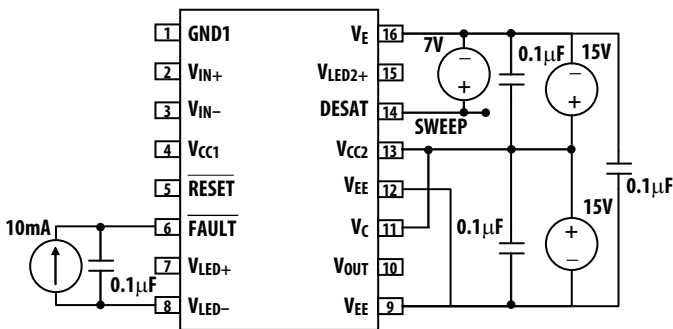 1 GND1
2 VIN+
3 VIN–
4 VCC1
5 RESET
6 FAULT
7 VLED+
8 VLED–
VE 16
VLED2+ 15
DESAT 14
VCC2 13
VEE 12
VC 11
VOUT 10
VEE 9
10mA
0.1μF
7V
–
+
SWEEP
0.1μF
15V
–
+
0.1μF
15V
+
–
0.1μF